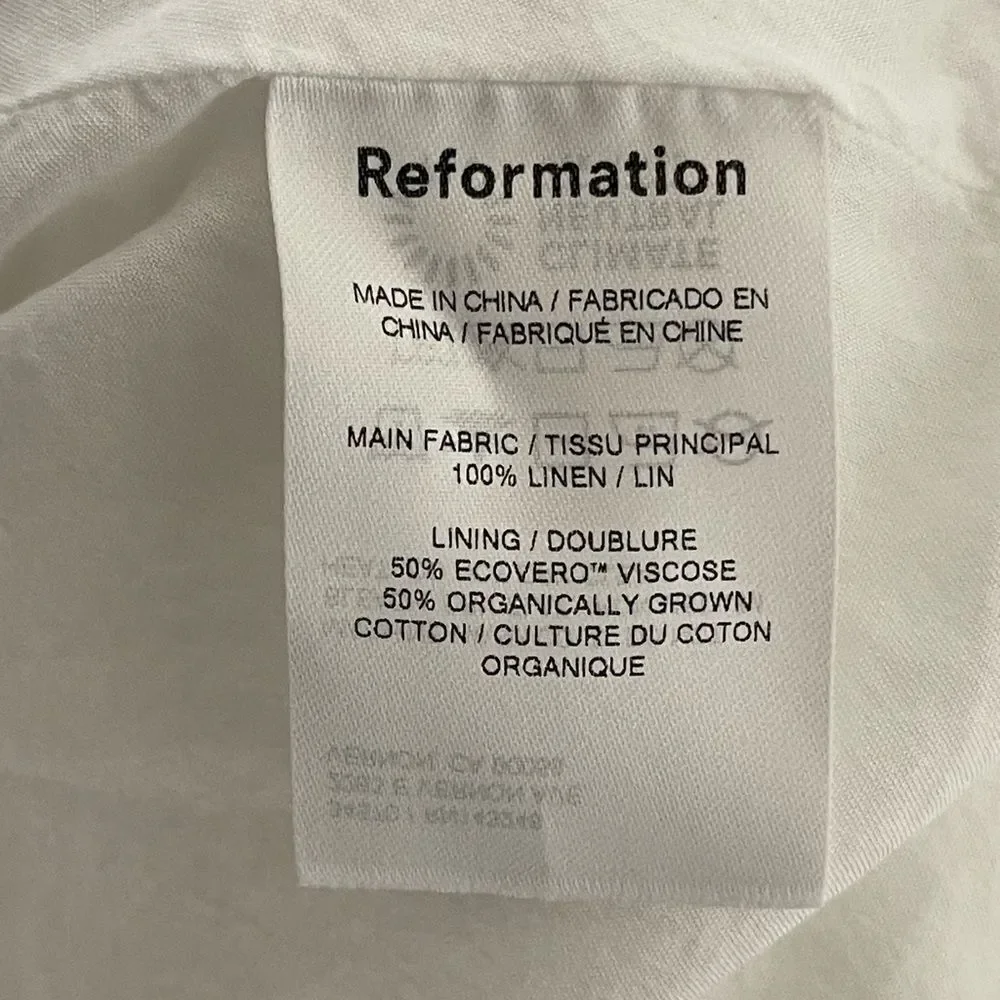 Reformation
MADE IN CHINA / FABRICADO EN
CHINA / FABRIQUÉ EN CHINE
MAIN FABRIC / TISSU PRINCIPAL
100% LINEN / LIN
LINING / DOUBLURE
50% ECOVERO™ VISCOSE
50% ORGANICALLY GROWN
COTTON / CULTURE DU COTON
ORGANIQUE